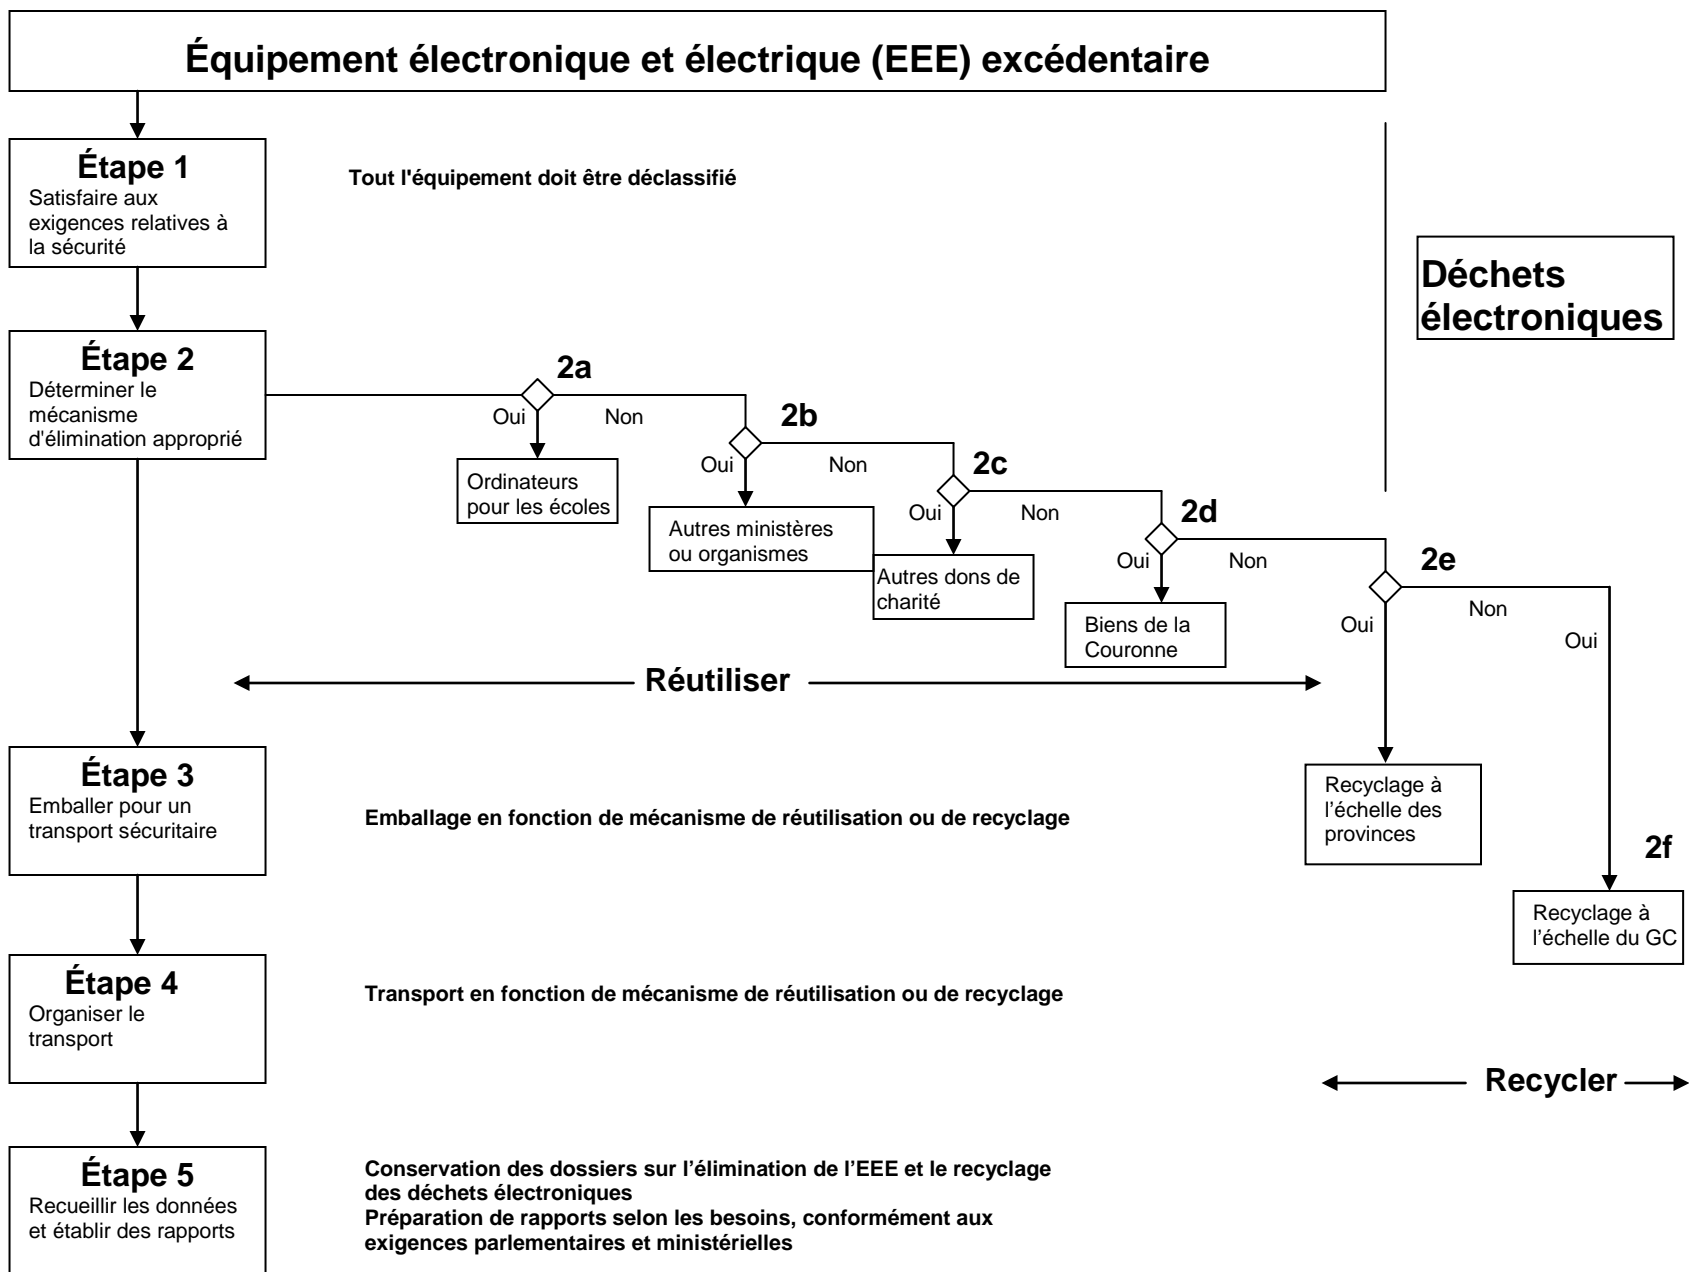 Équipement électronique et électrique (EEE) excédentaire
Étape 1
Satisfaire aux
exigences relatives à
la sécurité
Tout l'équipement doit être déclassifié
Déchets
électroniques
Étape 2
Déterminer le
mécanisme
d'élimination approprié
2a
Oui
Non
Ordinateurs
pour les écoles
2b
Oui
Non
Autres ministères
ou organismes
2c
Oui
Non
Autres dons de
charité
2d
Oui
Non
Biens de la
Couronne
2e
Oui
Non
Oui
Réutiliser
Recyclage à
l’échelle des
provinces
2f
Recyclage à
l’échelle du GC
Étape 3
Emballer pour un
transport sécuritaire
Emballage en fonction de mécanisme de réutilisation ou de recyclage
Étape 4
Organiser le
transport
Transport en fonction de mécanisme de réutilisation ou de recyclage
Recycler
Étape 5
Recueillir les données
et établir des rapports
Conservation des dossiers sur l’élimination de l’EEE et le recyclage
des déchets électroniques
Préparation de rapports selon les besoins, conformément aux
exigences parlementaires et ministérielles